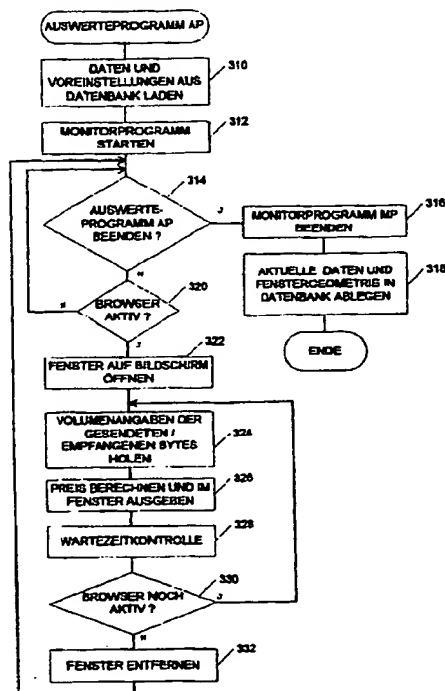 AUSWERTEPROGRAMM AP
DATEN UND
VOREINSTELLUNGEN AUS
DATENBANK LADEN
310
MONITORPROGRAMM
STARTEN
312
314
AUSWERTE-
PROGRAMM AP
BEENDEN ?
J
N
MONITORPROGRAMM MP
BEENDEN
316
AKTUELLE DATEN UND
FENSTERGEOMETRIE IN
DATENBANK ABLEGEN
318
ENDE
320
BROWSER
AKTIV ?
N
J
322
FENSTER AUF BILDSCHIRM
ÖFFNEN
VOLUMENANGABEN DER
GESENDETEN /
EMPFANGENEN BYTES
HOLEN
324
PREIS BERECHNEN UND IM
FENSTER AUSGEBEN
326
WARTEZEITKONTROLLE
328
330
BROWSER NOCH
AKTIV ?
J
N
332
FENSTER ENTFERNEN